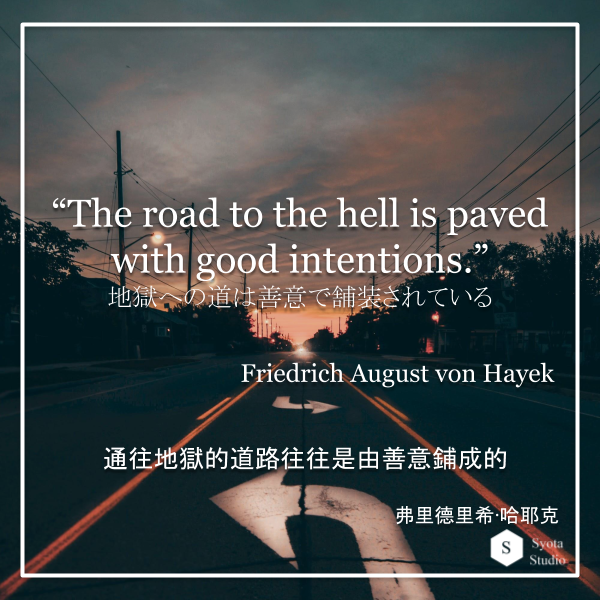 “The road to the hell is paved
with good intentions.”
地獄への道は善意で舗装されている
Friedrich August von Hayek
通往地獄的道路往往是由善意鋪成的
弗里德里希·哈耶克
S
Syota
Studio